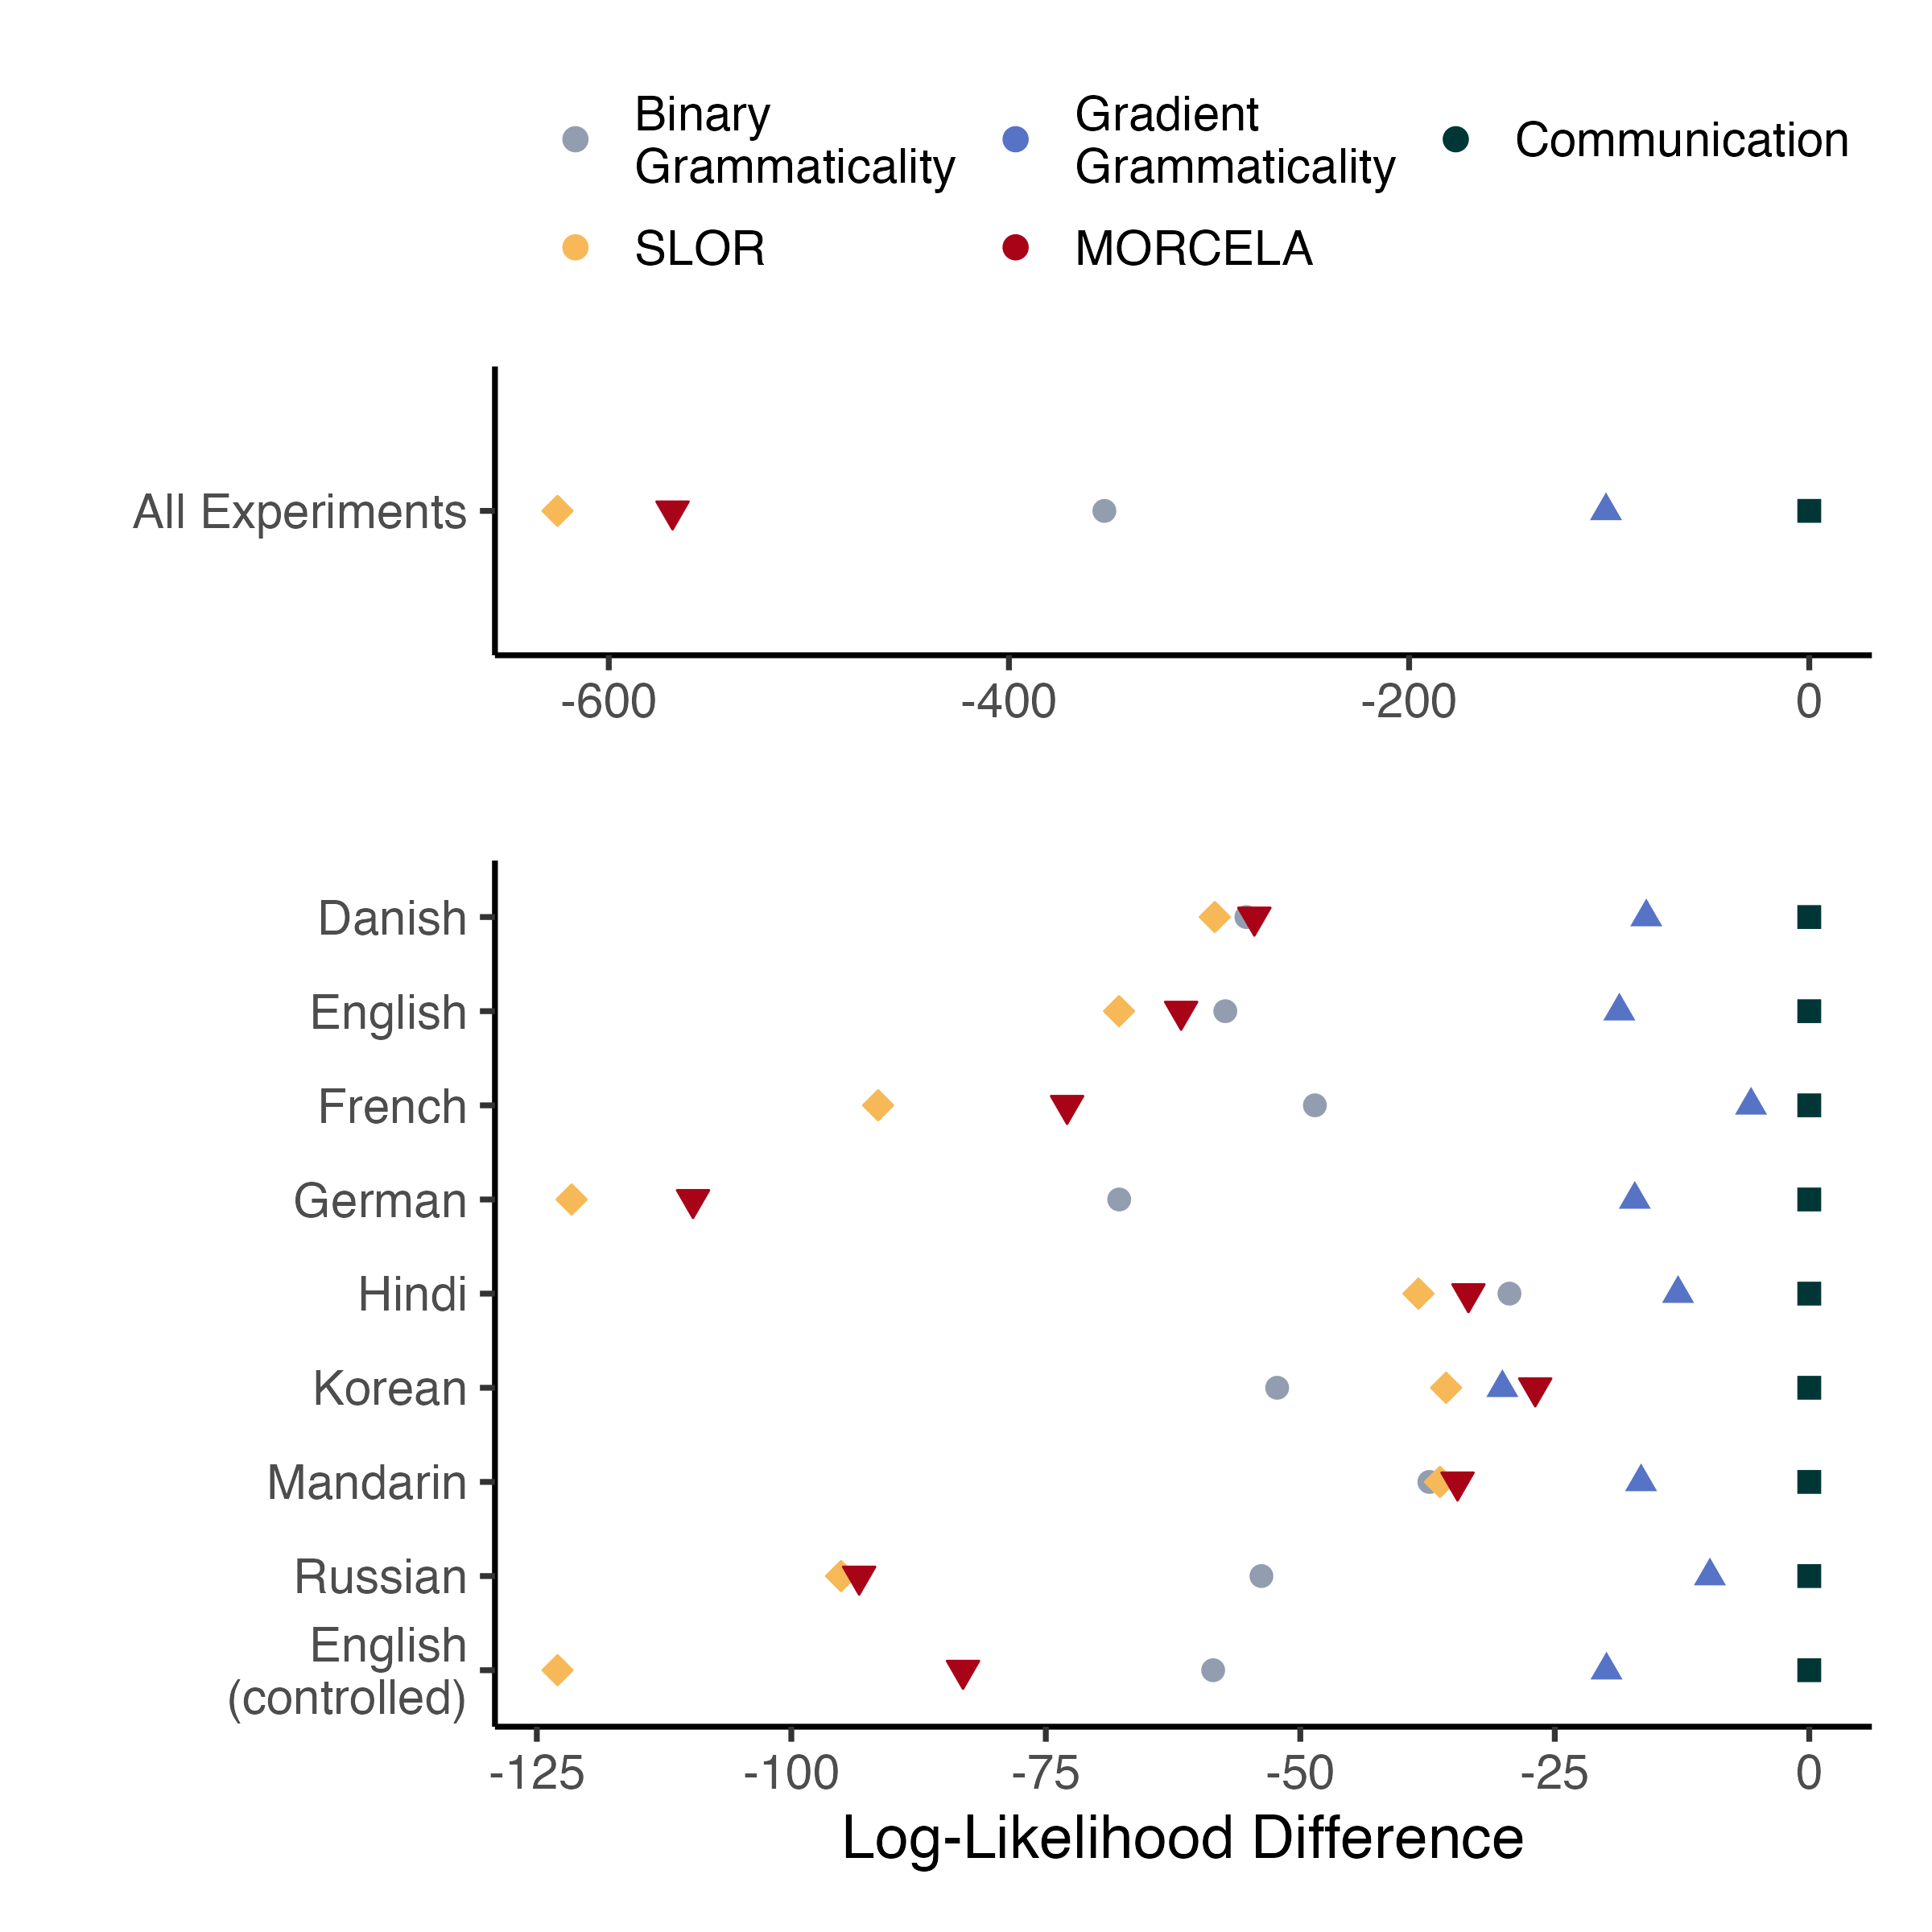 Binary
Grammaticality
Gradient
Grammaticality
Communication
SLOR
MORCELA
All Experiments
-600
-400
-200
0
Danish
English
French
German
Hindi
Korean
Mandarin
Russian
English
(controlled)
-125
-100
-75
-50
-25
0
Log-Likelihood Difference